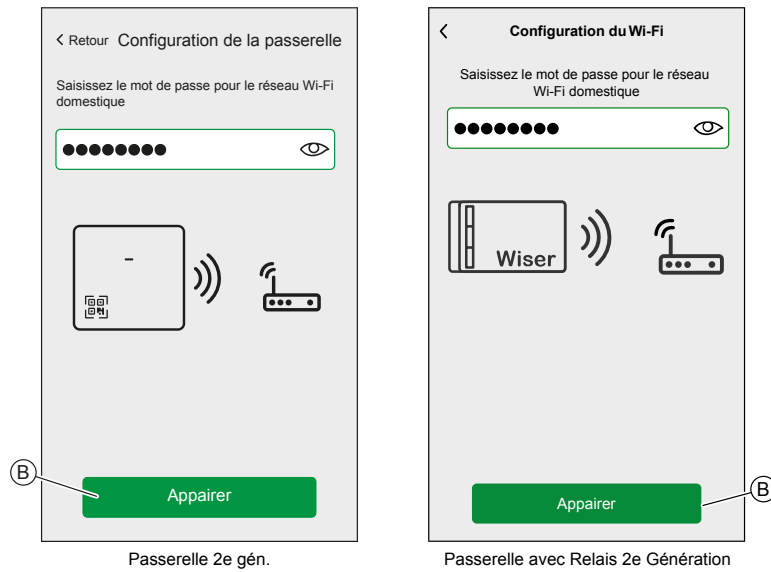 Retour Configuration de la passerelle
Saisissez le mot de passe pour le réseau Wi-Fi
domestique
B
Appairer
Passerelle 2e gén.
Configuration du Wi-Fi
Saisissez le mot de passe pour le réseau
Wi-Fi domestique
Wiser
Appairer
B
Passerelle avec Relais 2e Génération